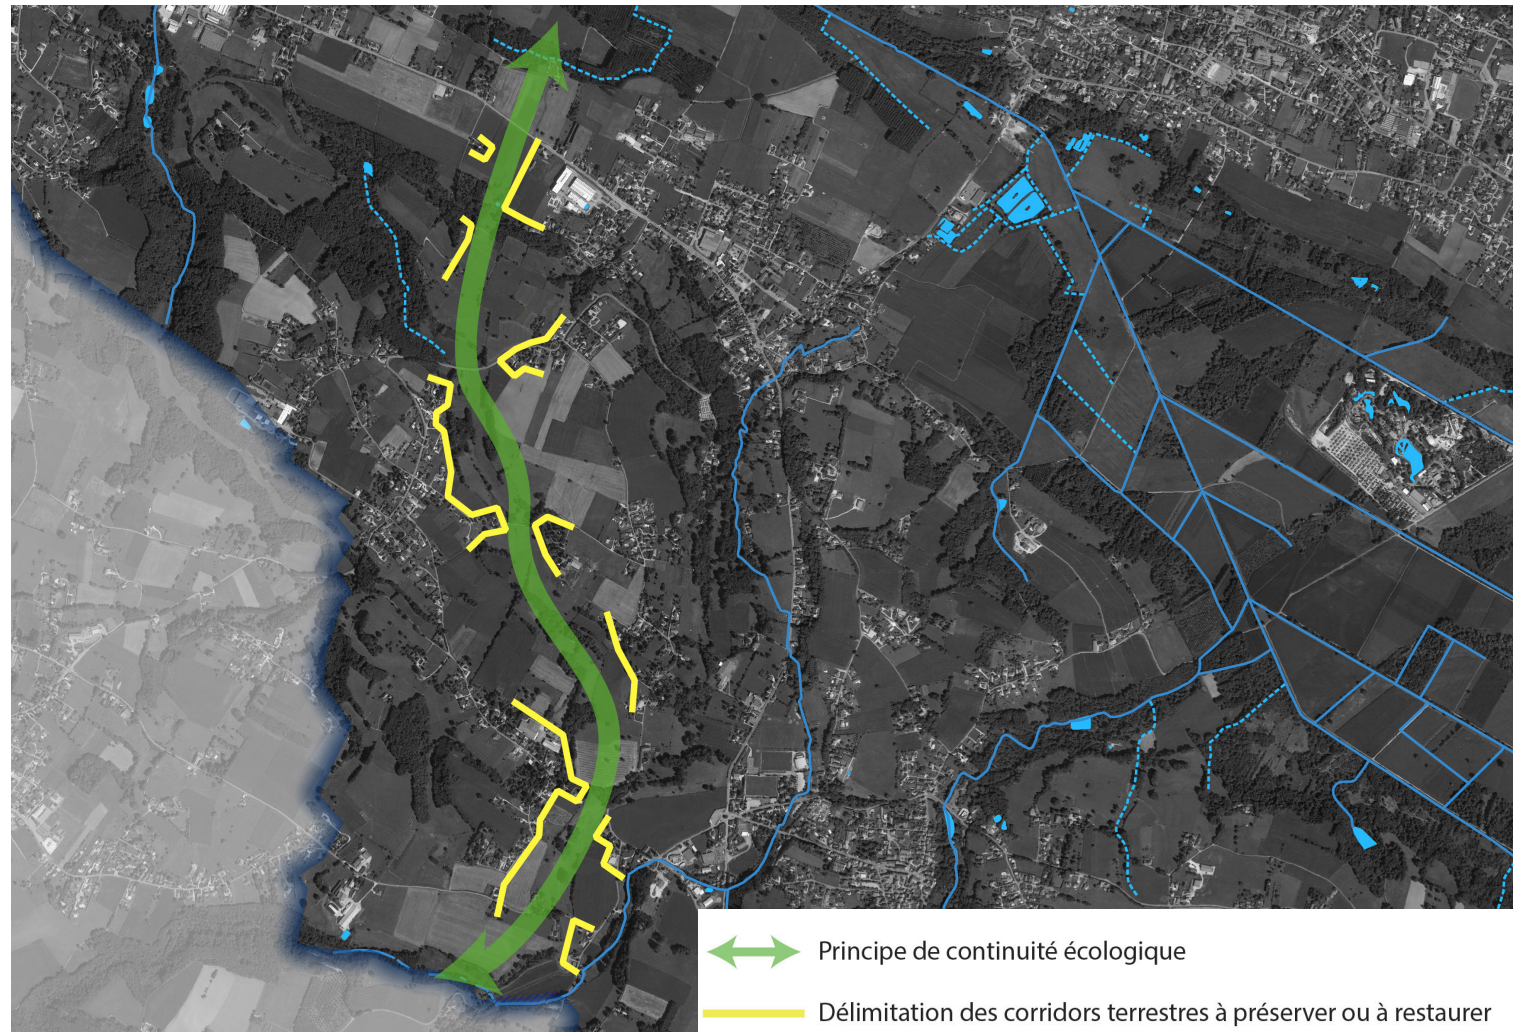 Principe de continuité écologique
Délimitation des corridors terrestres à préserver ou à restaurer